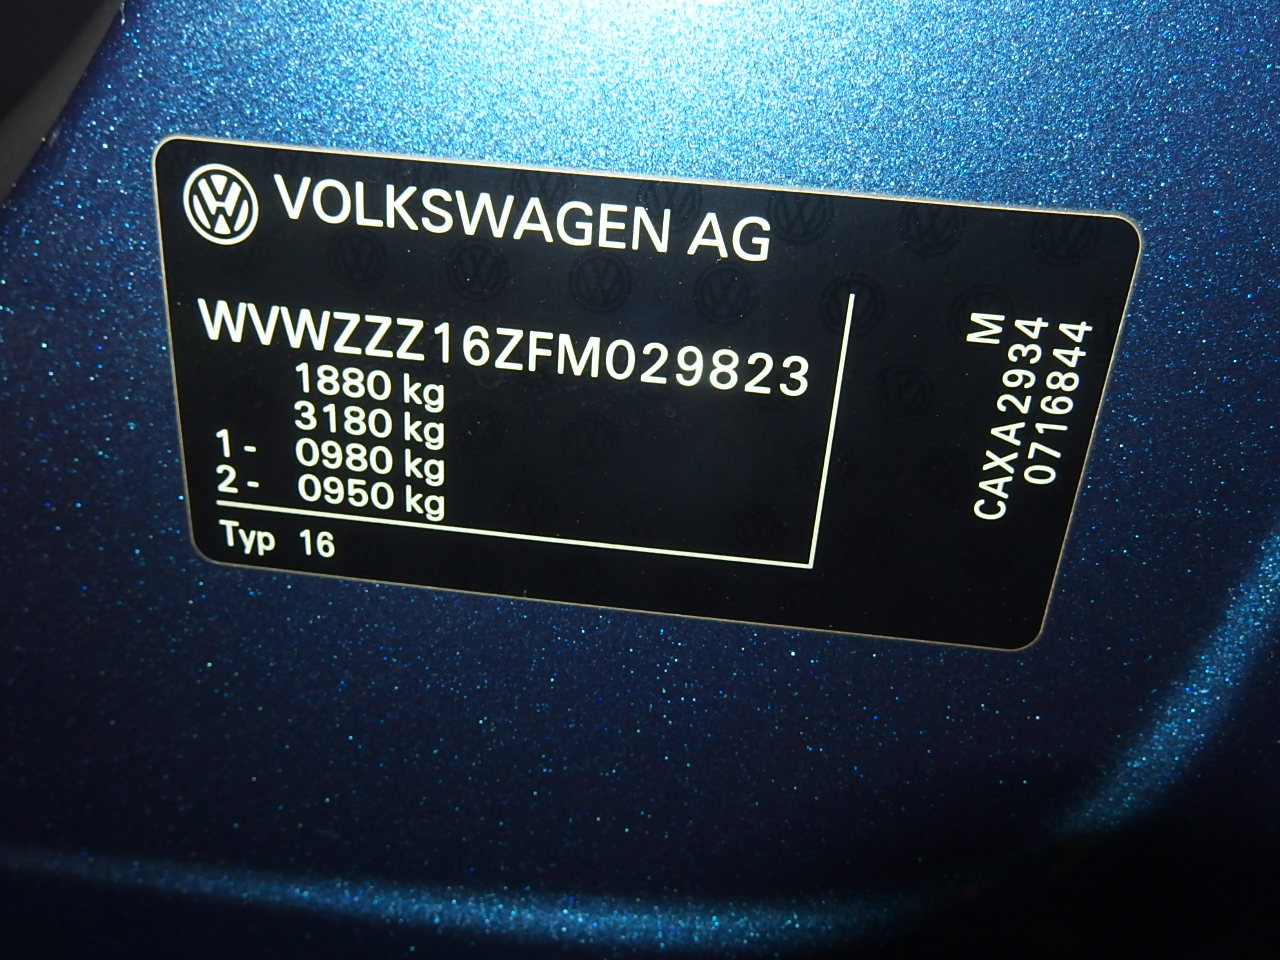 VOLKSWAGEN AG
WVWZZZ16ZFM029823
1880 kg
3180 kg
1 - 0980 kg
2 - 0950 kg
Typ 16
M
CAXA2934
0716844